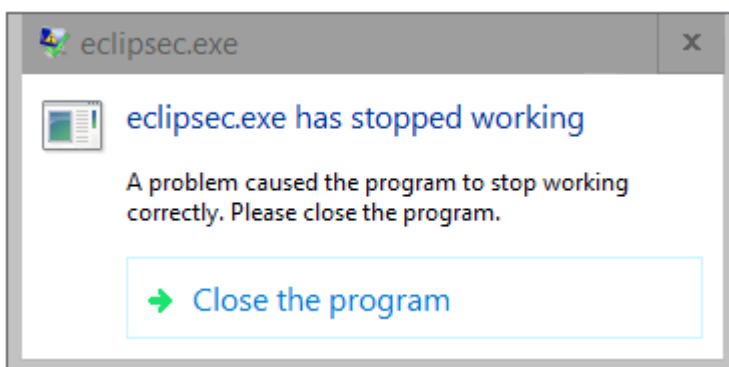 eclipsec.exe
x
eclipsec.exe has stopped working
A problem caused the program to stop working
correctly. Please close the program.
Close the program